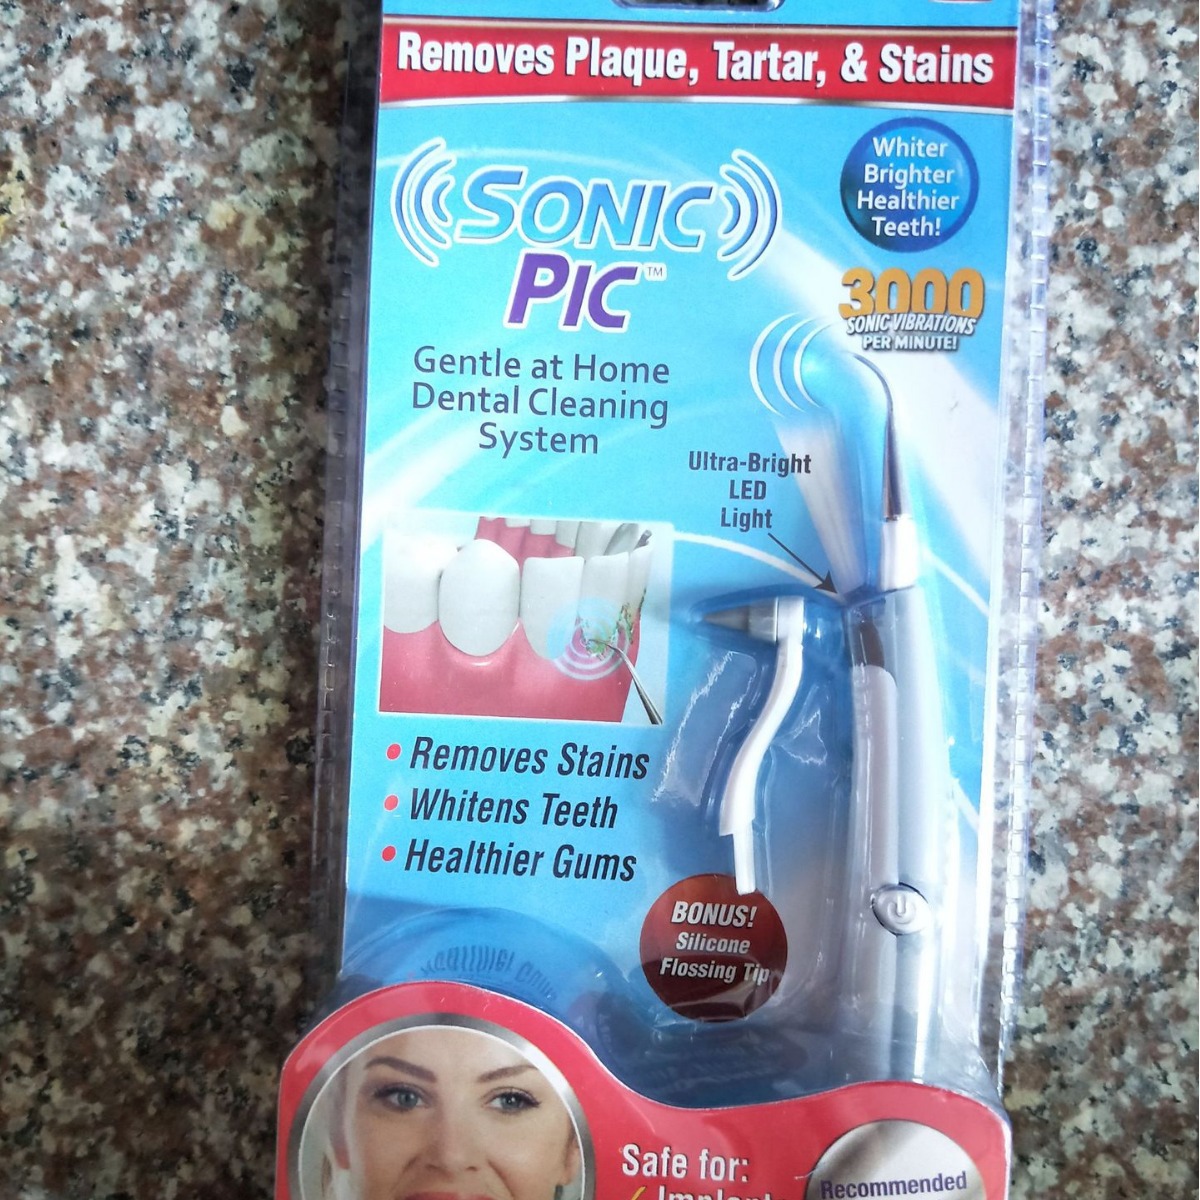 Removes Plaque, Tartar, & Stains
SONIC
PIC™
Whiter
Brighter
Healthier
Teeth!
3000
SONIC VIBRATIONS
PER MINUTE!
Gentle at Home
Dental Cleaning
System
Ultra-Bright
LED
Light
• Removes Stains
• Whitens Teeth
• Healthier Gums
BONUS!
Silicone
Flossing Tip
Safe for:
Recommended